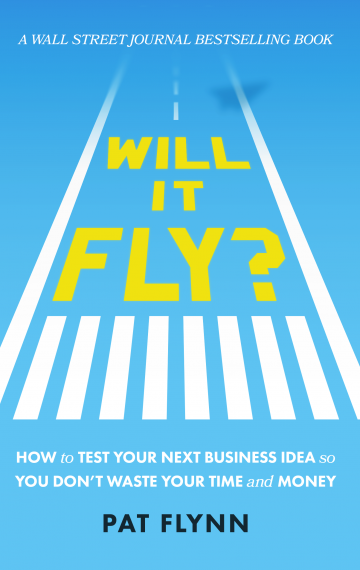 A WALL STREET JOURNAL BESTSELLING BOOK
WILL
IT
FLY?
HOW to TEST YOUR NEXT BUSINESS IDEA so
YOU DON'T WASTE YOUR TIME and MONEY
PAT FLYNN